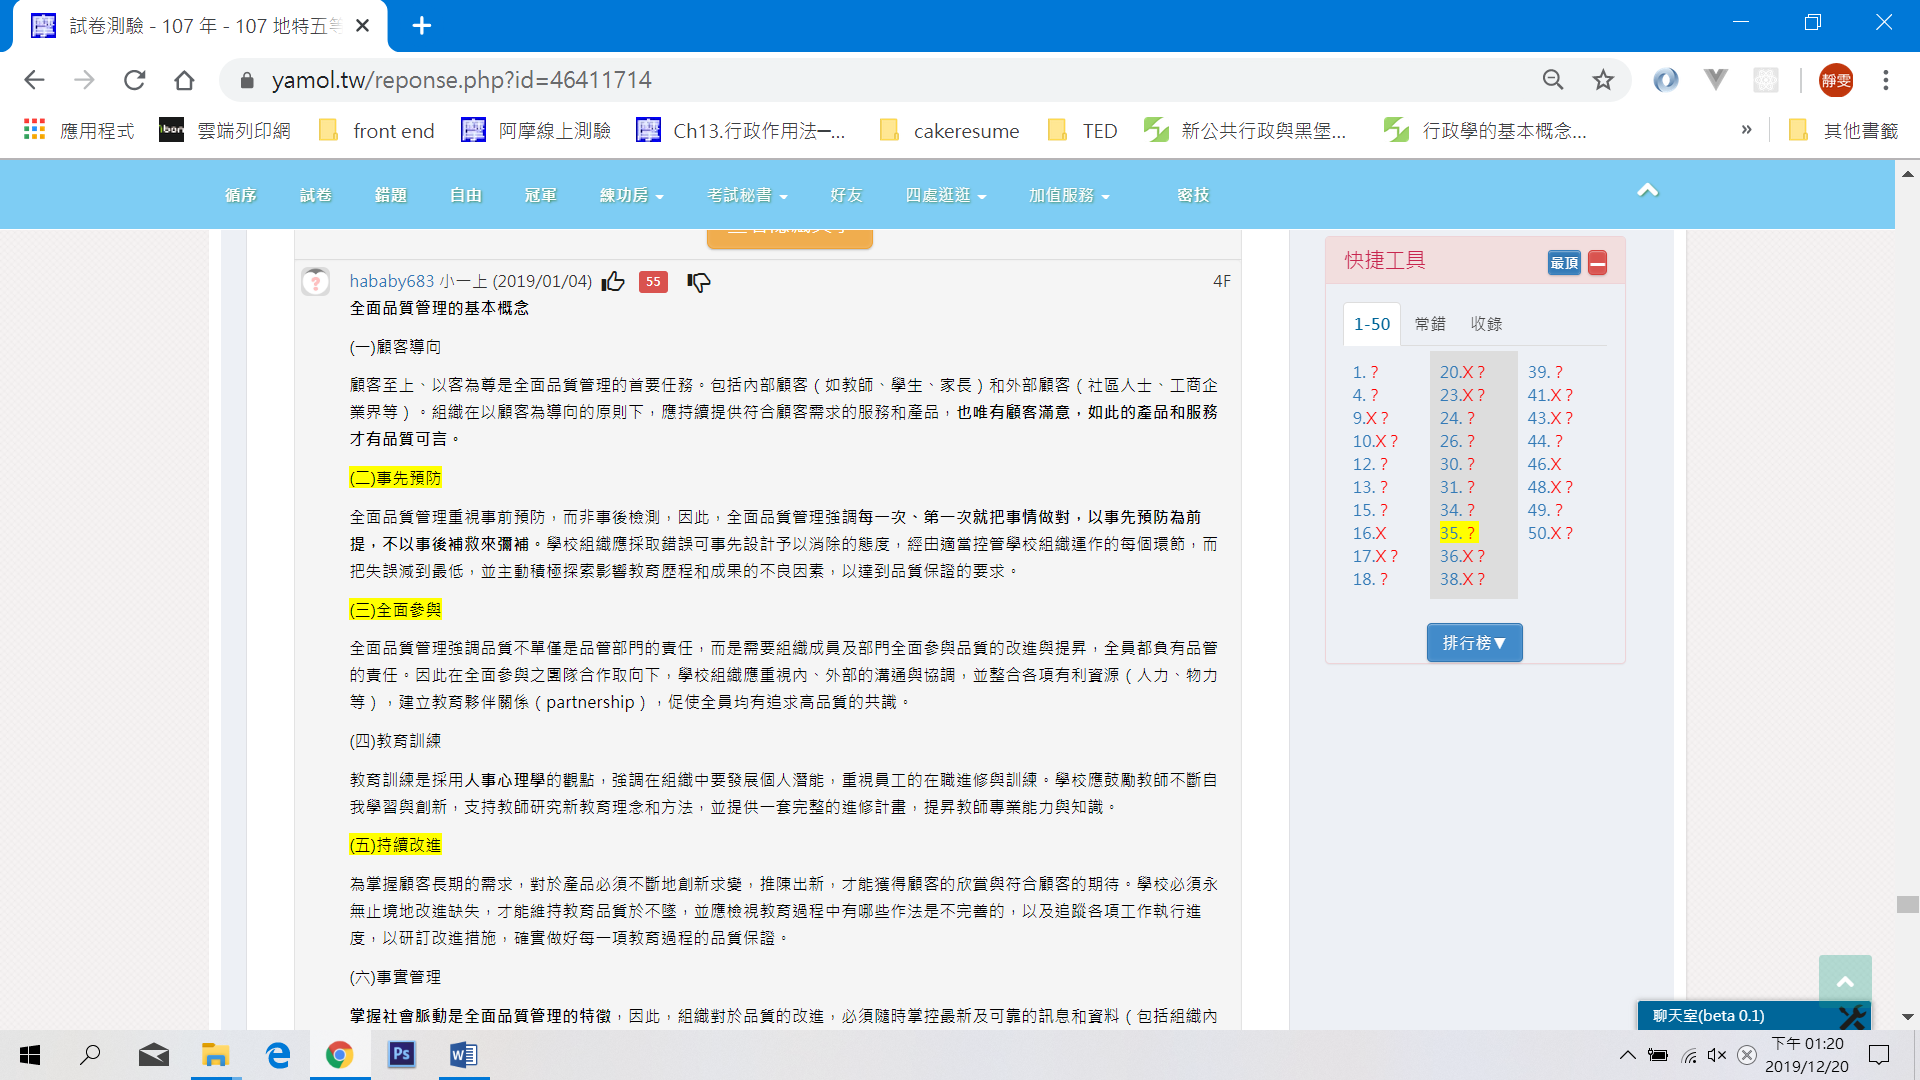 試卷測驗 - 107 年 - 107 地特五等
yamol.tw/reponse.php?id=46411714
靜雯
應用程式 ibon 雲端列印網 front end 摩 阿摩線上測驗 摩 Ch13.行政作用法一... cakeresume TED 新公共行政與黑堡... 行政學的基本概念... » 其他書籤
循序 試卷 錯題 自由 冠軍 練功房 考試秘書 好友 四處逛逛 加值服務 密技
hababy683 小一上 (2019/01/04) 55 4F
全面品質管理的基本概念
(一)顧客導向
顧客至上、以客為尊是全面品質管理的首要任務。包括內部顧客（如教師、學生、家長）和外部顧客（社區人士、工商企
業界等）。組織在以顧客為導向的原則下，應持續提供符合顧客需求的服務和產品，也唯有顧客滿意，如此的產品和服務
才有品質可言。
(二)事先預防
全面品質管理重視事前預防，而非事後檢測，因此，全面品質管理強調每一次、第一次就把事情做對，以事先預防為前
提，不以事後補救來彌補。學校組織應採取錯誤可事先設計予以消除的態度，經由適當控管學校組織運作的每個環節，而
把失誤減到最低，並主動積極探索影響教育歷程和成果的不良因素，以達到品質保證的要求。
(三)全面參與
全面品質管理強調品質不單僅是品管部門的責任，而是需要組織成員及部門全面參與品質的改進與提昇，全員都負有品管
的責任。因此在全面參與之團隊合作取向下，學校組織應重視內、外部的溝通與協調，並整合各項有利資源（人力、物力
等），建立教育夥伴關係（partnership），促使全員均有追求高品質的共識。
(四)教育訓練
教育訓練是採用人事心理學的觀點，強調在組織中要發展個人潛能，重視員工的在職進修與訓練。學校應鼓勵教師不斷自
我學習與創新，支持教師研究新教育理念和方法，並提供一套完整的進修計畫，提昇教師專業能力與知識。
(五)持續改進
為掌握顧客長期的需求，對於產品必須不斷地創新求變，推陳出新，才能獲得顧客的欣賞與符合顧客的期待。學校必須永
無止境地改進缺失，才能維持教育品質於不墜，並應檢視教育過程中有哪些作法是不完善的，以及追蹤各項工作執行進
度，以研訂改進措施，確實做好每一項教育過程的品質保證。
(六)事實管理
掌握社會脈動是全面品質管理的特徵，因此，組織對於品質的改進，必須隨時掌控最新及可靠的訊息和資料（包括組織內
快捷工具 最頂
1-50 常錯 收錄
1. ?
4. ?
9.X ?
10.X ?
12. ?
13. ?
15. ?
16.X
17.X ?
18. ?
20.X ?
23.X ?
24. ?
26. ?
30. ?
31. ?
34. ?
35. ?
36.X ?
38.X ?
39. ?
41.X ?
43.X ?
44. ?
46.X
48.X ?
49. ?
50.X ?
排行榜▼
聊天室(beta 0.1)
Ps
下午 01:20
2019/12/20